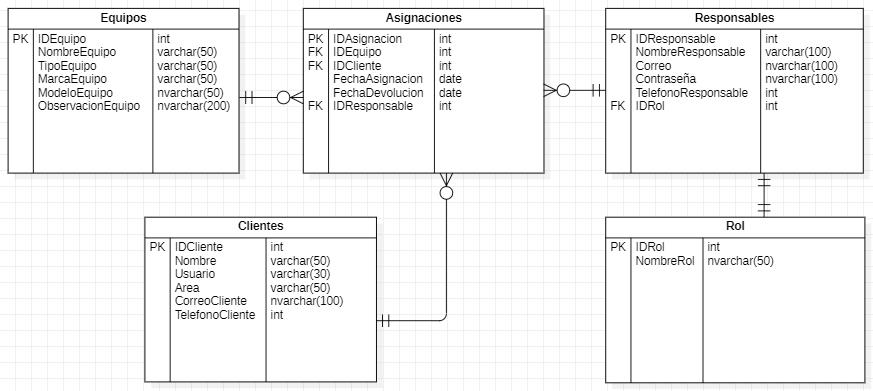 Equipos
PK IDEquipo int
NombreEquipo varchar(50)
TipoEquipo varchar(50)
MarcaEquipo varchar(50)
ModeloEquipo nvarchar(50)
ObservacionEquipo nvarchar(200)
Asignaciones
PK IDAsignacion int
FK IDEquipo int
FK IDCliente int
FechaAsignacion date
FechaDevolucion date
FK IDResponsable int
Responsables
PK IDResponsable int
NombreResponsable varchar(100)
Correo nvarchar(100)
Contraseña nvarchar(100)
TelefonoResponsable int
FK IDRol int
Clientes
PK IDCliente int
Nombre varchar(50)
Usuario varchar(30)
Area varchar(50)
CorreoCliente nvarchar(100)
TelefonoCliente int
Rol
PK IDRol int
NombreRol nvarchar(50)